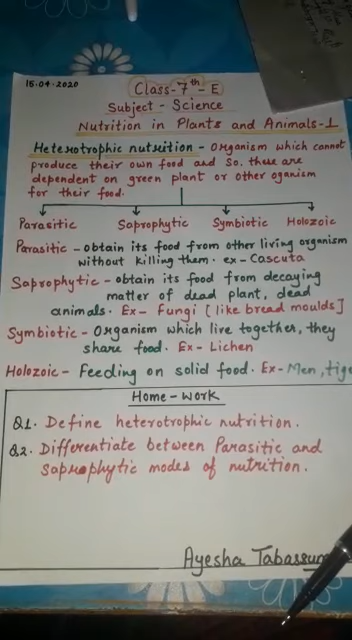 15.04.2020
Class-7th-E
Subject - Science
Nutrition in Plants and Animals-1
Heterotrophic nutrition - Organism which cannot
produce their own food and So, these are
dependent on green plant or other oganism
for their food.
Parasitic Saprophytic Symbiotic Holozoic
Parasitic - obtain its food from other living organism
without killing them. ex - Cascuta
Saprophytic - obtain its food from decaying
matter of dead plant, dead
animals. Ex - Fungi [like bread moulds]
Symbiotic - Organism which live together, they
share food. Ex - Lichen
Holozoic - Feeding on solid food. Ex - Men, tige
Home-work
Q1. Define heterotrophic nutrition.
Q2. Differentiate between Parasitic and
saprophytic modes of nutrition.
Ayesha Tabassum